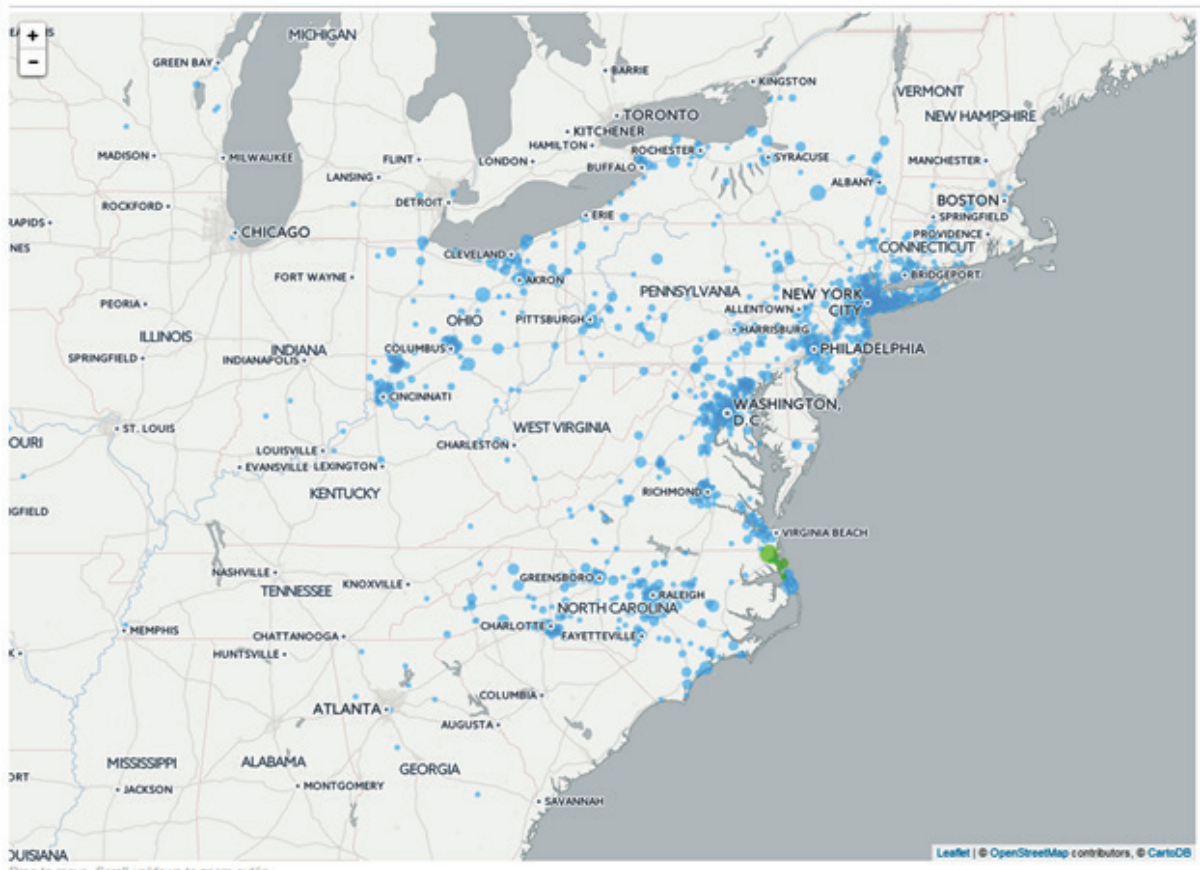 +
MICHIGAN
GREEN BAY
−
BARRIE
KINGSTON
VERMONT
TORONTO
NEW HAMPSHIRE
KITCHENER
HAMILTON
ROCHESTER
MADISON
MILWAUKEE
FLINT
LONDON
BUFFALO
SYRACUSE
MANCHESTER
LANSING
ALBANY
ROCKFORD
DETROIT
BOSTON
RAPIDS
ERIE
SPRINGFIELD
CHICAGO
PROVIDENCE
NES
CLEVELAND
CONNECTICUT
FORT WAYNE
AKRON
BRIDGEPORT
PENNSYLVANIA
NEW YORK
CITY
PEORIA
ALLENTOWN
OHIO
PITTSBURGH
HARRISBURG
ILLINOIS
INDIANA
COLUMBUS
PHILADELPHIA
SPRINGFIELD
INDIANAPOLIS
CINCINNATI
WASHINGTON,
D.C.
ST. LOUIS
WEST VIRGINIA
OURI
CHARLESTON
LOUISVILLE
EVANSVILLE
LEXINGTON
KENTUCKY
RICHMOND
NGFIELD
VIRGINIA BEACH
NASHVILLE
KNOXVILLE
GREENSBORO
TENNESSEE
RALEIGH
NORTH CAROLINA
MEMPHIS
CHATTANOOGA
CHARLOTTE
FAYETTEVILLE
HUNTSVILLE
K
COLUMBIA
ATLANTA
AUGUSTA
MISSISSIPPI
ALABAMA
GEORGIA
ORT
JACKSON
MONTGOMERY
SAVANNAH
OUISIANA
Leaflet | © OpenStreetMap contributors, © CartoDB